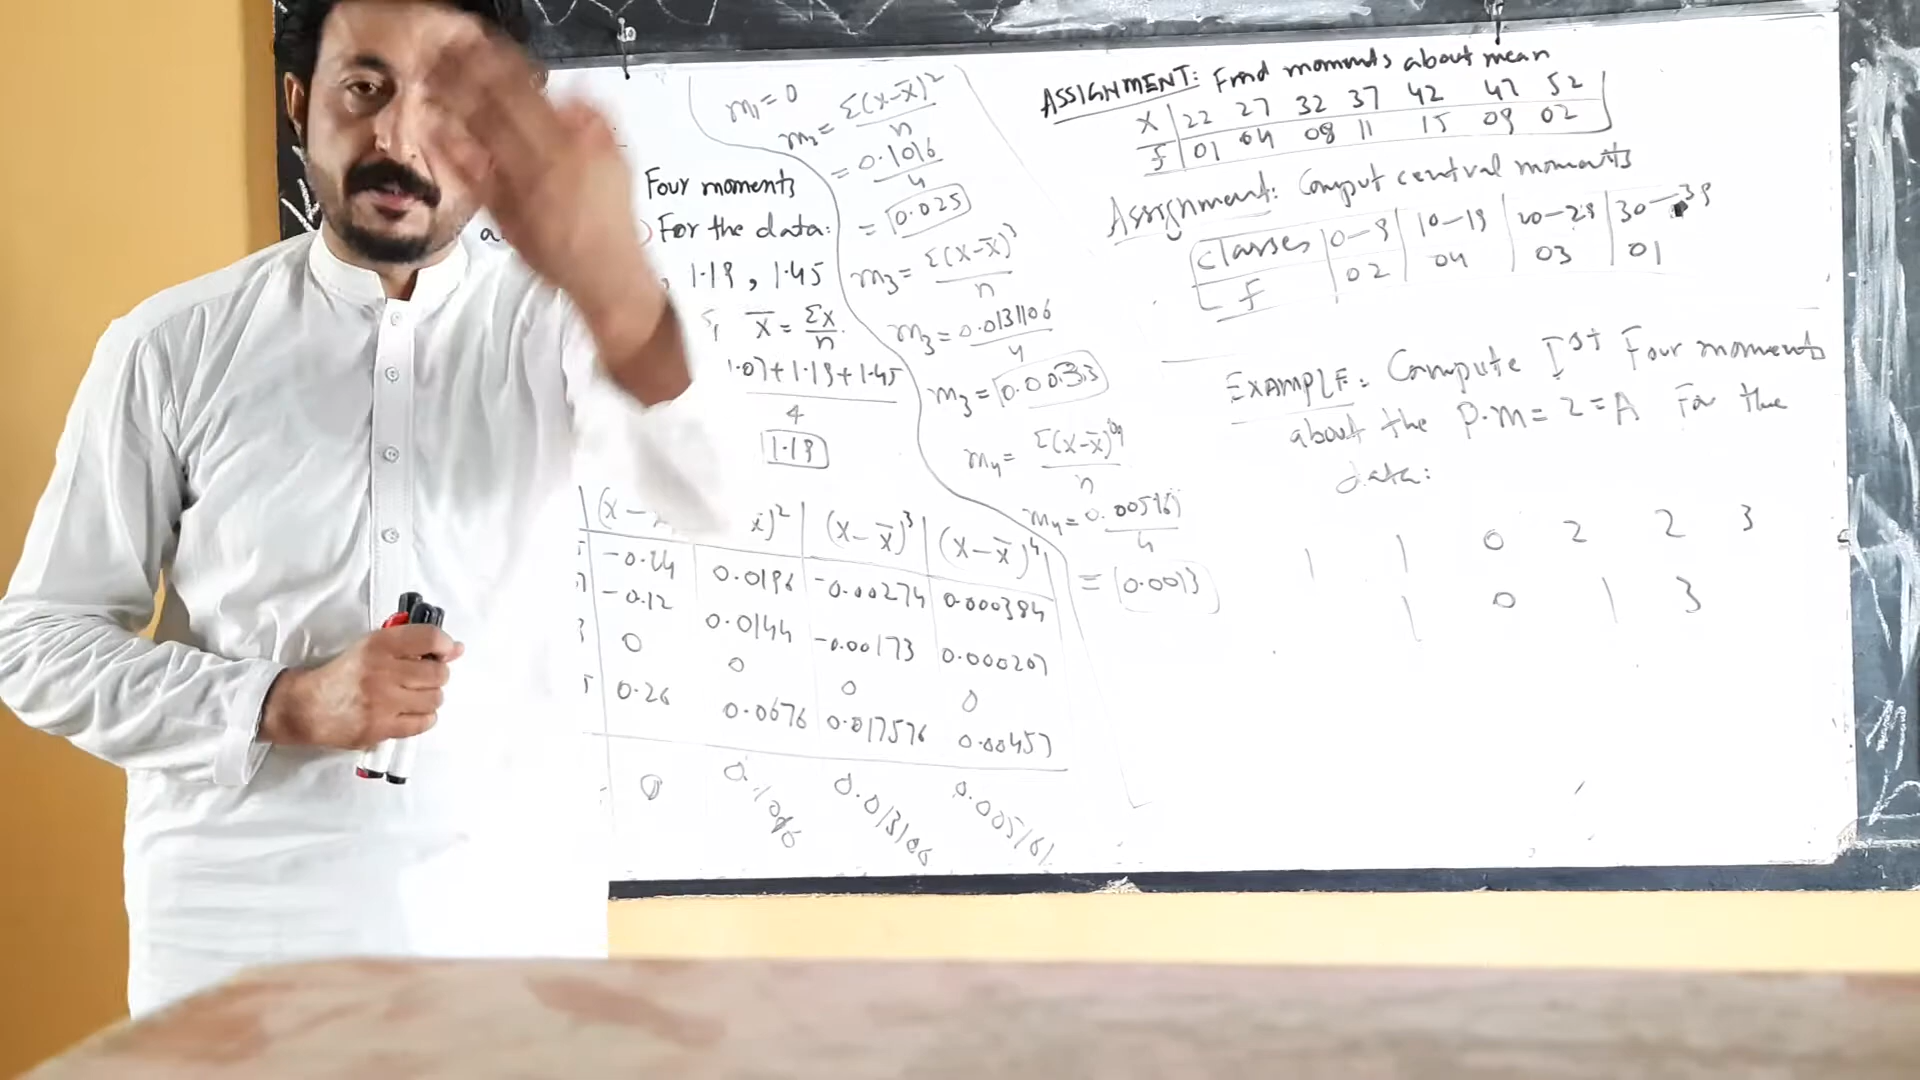 Four moments
For the data:
, 1.19 , 1.45
X̄ = ΣX/n
1.07+1.19+1.45
4
1.19
(X-X̄)² | (X-X̄)³ | (X-X̄)⁴
-0.24 0.0196 -0.00274 0.000384
-0.12 0.0144 -0.00173 0.000207
0 0 0 0
0.26 0.0676 0.017576 0.00457
0 0.1016 0.013106 0.005161
m₁=0
m₂= Σ(X-X̄)²/n
= 0.1016/4
= 0.025
m₃= Σ(X-X̄)³/n
m₃= 0.0131106/4
m₃= 0.0033
m₄= Σ(X-X̄)⁴/n
m₄= 0.005161/4
= 0.0013
ASSIGNMENT: Find moments about mean
X | 22 27 32 37 42 47 52
F | 01 04 08 11 15 09 02
Assignment: Comput central moments
Classes | 0-9 | 10-19 | 20-29 | 30-39
F | 02 | 04 | 03 | 01
EXAMPLE: Compute Ist Four moments
about the P.M=2=A For the
data:
1 1 0 2 2 3
1 0 1 3